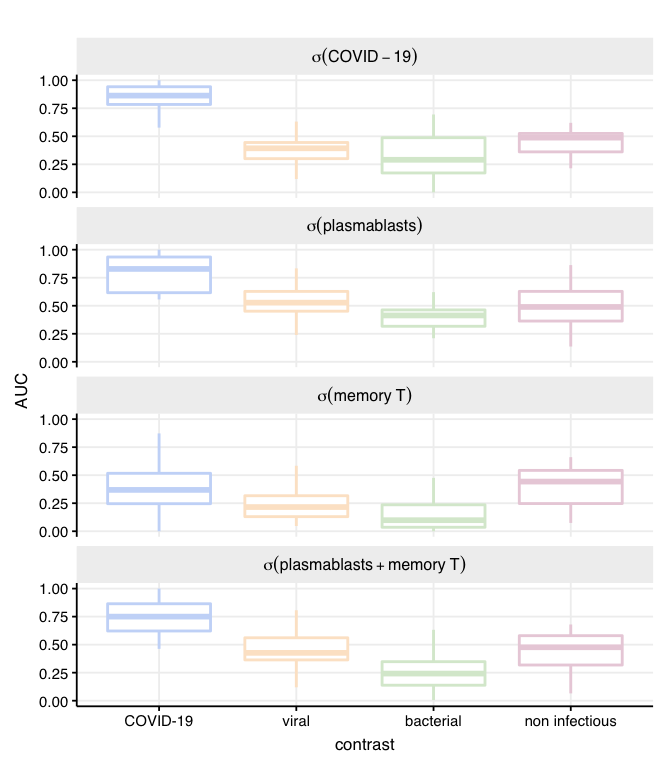 σ(COVID − 19)
1.00
0.75
0.50
0.25
0.00
σ(plasmablasts)
1.00
0.75
0.50
0.25
0.00
AUC
σ(memory T)
1.00
0.75
0.50
0.25
0.00
σ(plasmablasts + memory T)
1.00
0.75
0.50
0.25
0.00
COVID-19 viral bacterial non infectious
contrast